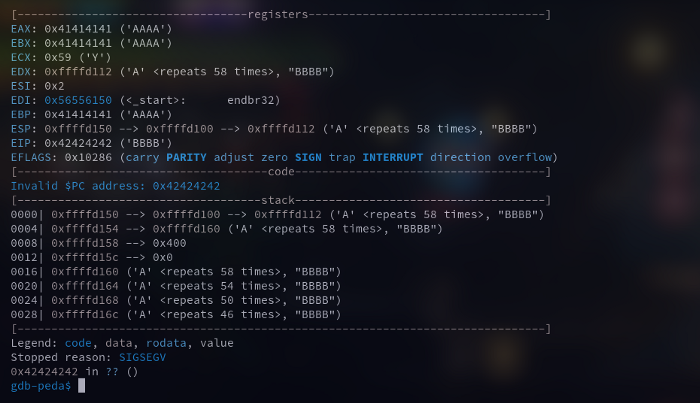 [----------------------------------registers-----------------------------------]
EAX: 0x41414141 ('AAAA')
EBX: 0x41414141 ('AAAA')
ECX: 0x59 ('Y')
EDX: 0xffffd112 ('A' <repeats 58 times>, "BBBB")
ESI: 0x2
EDI: 0x56556150 (<_start>:      endbr32)
EBP: 0x41414141 ('AAAA')
ESP: 0xffffd150 --> 0xffffd100 --> 0xffffd112 ('A' <repeats 58 times>, "BBBB")
EIP: 0x42424242 ('BBBB')
EFLAGS: 0x10286 (carry PARITY adjust zero SIGN trap INTERRUPT direction overflow)
[-------------------------------------code-------------------------------------]
Invalid $PC address: 0x42424242
[------------------------------------stack-------------------------------------]
0000| 0xffffd150 --> 0xffffd100 --> 0xffffd112 ('A' <repeats 58 times>, "BBBB")
0004| 0xffffd154 --> 0xffffd160 ('A' <repeats 58 times>, "BBBB")
0008| 0xffffd158 --> 0x400
0012| 0xffffd15c --> 0x0
0016| 0xffffd160 ('A' <repeats 58 times>, "BBBB")
0020| 0xffffd164 ('A' <repeats 54 times>, "BBBB")
0024| 0xffffd168 ('A' <repeats 50 times>, "BBBB")
0028| 0xffffd16c ('A' <repeats 46 times>, "BBBB")
[------------------------------------------------------------------------------]
Legend: code, data, rodata, value
Stopped reason: SIGSEGV
0x42424242 in ?? ()
gdb-peda$